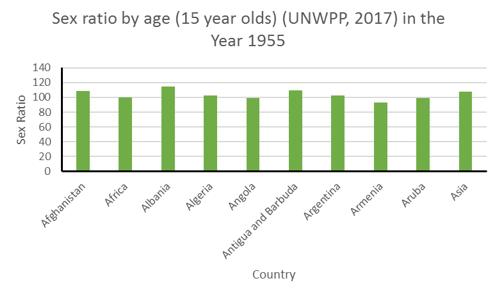 Sex ratio by age (15 year olds) (UNWPP, 2017) in the
Year 1955
140
120
100
80
60
40
20
0
Sex Ratio
Afghanistan
Africa
Albania
Algeria
Angola
Antigua and Barbuda
Argentina
Armenia
Aruba
Asia
Country